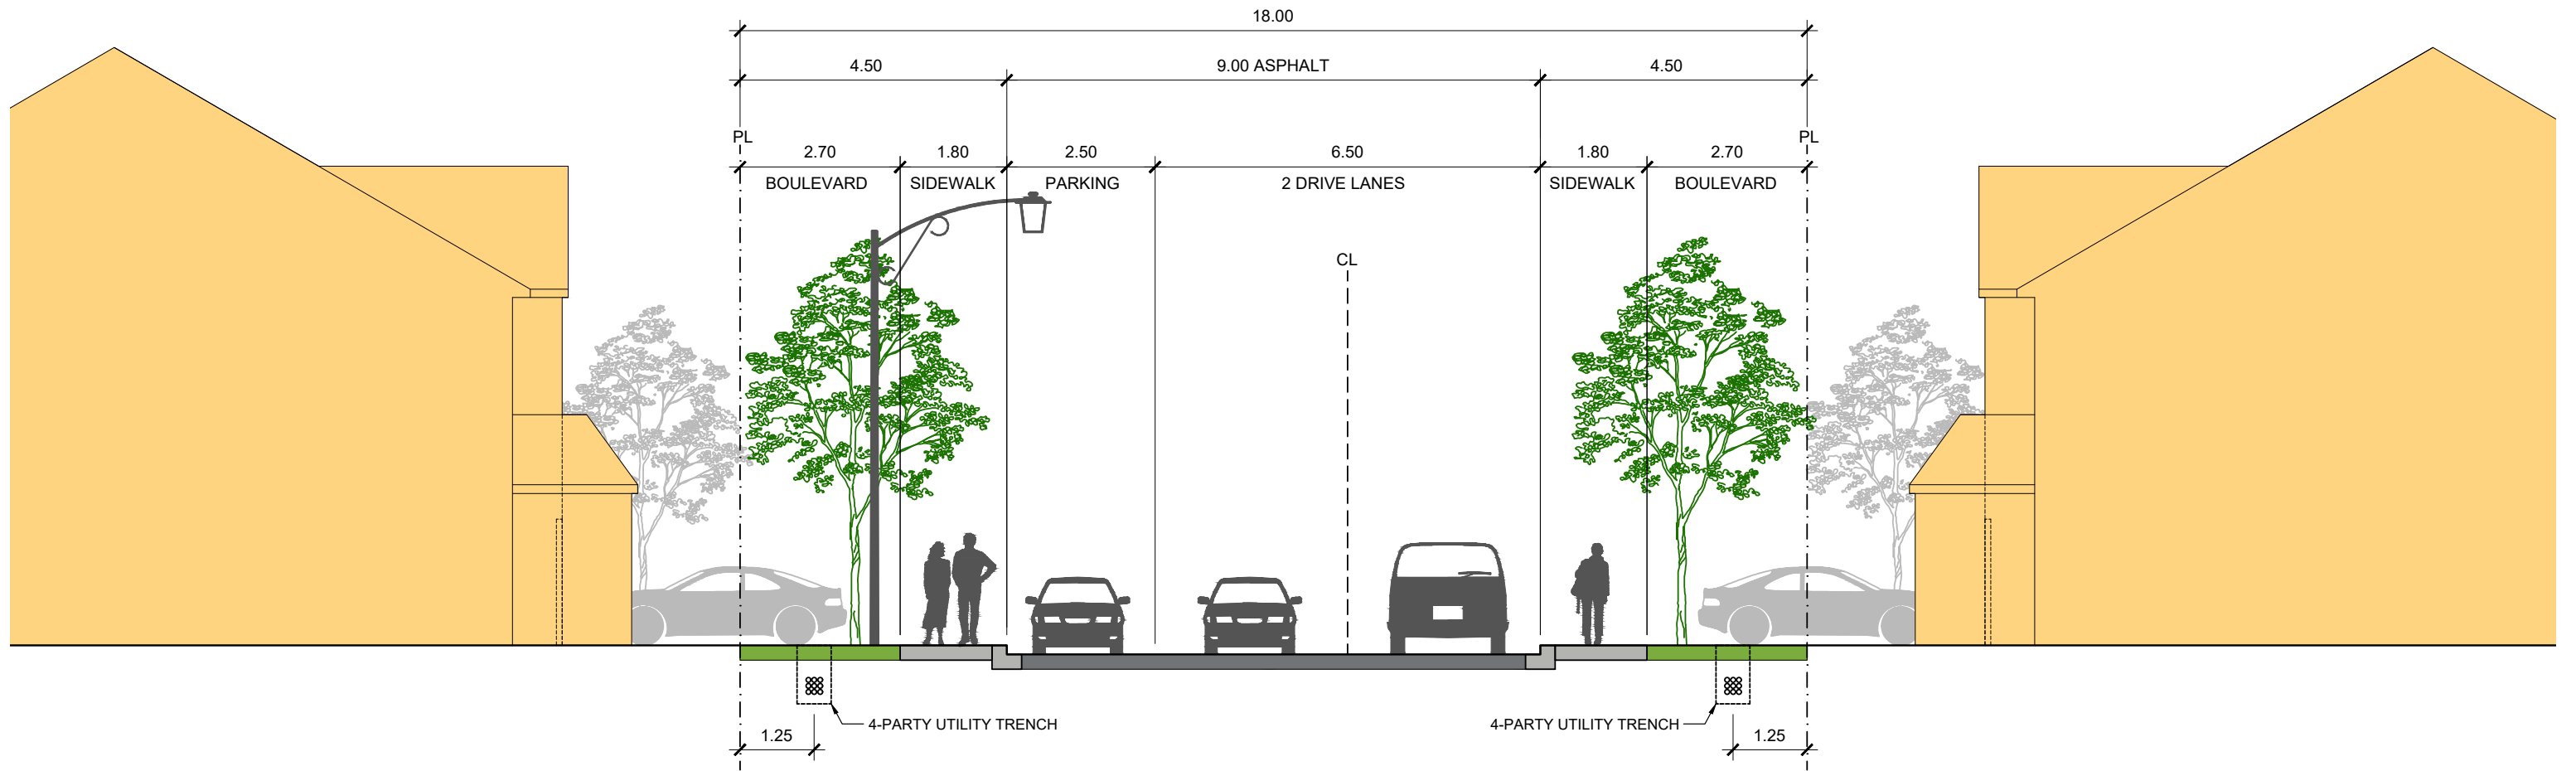 18.00
4.50
9.00 ASPHALT
4.50
PL
PL
2.70
1.80
2.50
6.50
1.80
2.70
BOULEVARD
SIDEWALK
PARKING
2 DRIVE LANES
SIDEWALK
BOULEVARD
CL
4-PARTY UTILITY TRENCH
4-PARTY UTILITY TRENCH
1.25
1.25